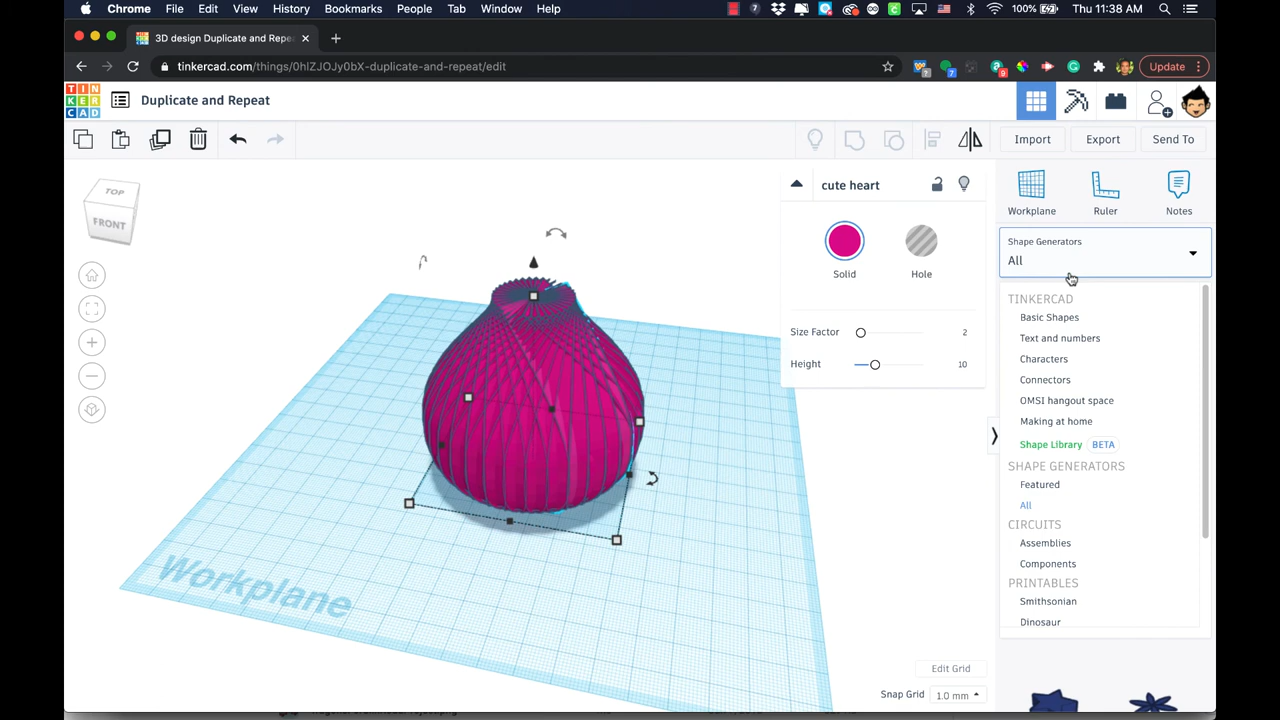 Chrome File Edit View History Bookmarks People Tab Window Help 7 100% Thu 11:38 AM
3D design Duplicate and Repe
tinkercad.com/things/0hlZJOJy0bX-duplicate-and-repeat/edit Update
TIN
KER
CAD
Duplicate and Repeat
Import Export Send To
TOP
FRONT
cute heart
Solid Hole
Size Factor 2
Height 10
Workplane Ruler Notes
Shape Generators
All
TINKERCAD
Basic Shapes
Text and numbers
Characters
Connectors
OMSI hangout space
Making at home
Shape Library BETA
SHAPE GENERATORS
Featured
All
CIRCUITS
Assemblies
Components
PRINTABLES
Smithsonian
Dinosaur
Workplane
Edit Grid
Snap Grid 1.0 mm